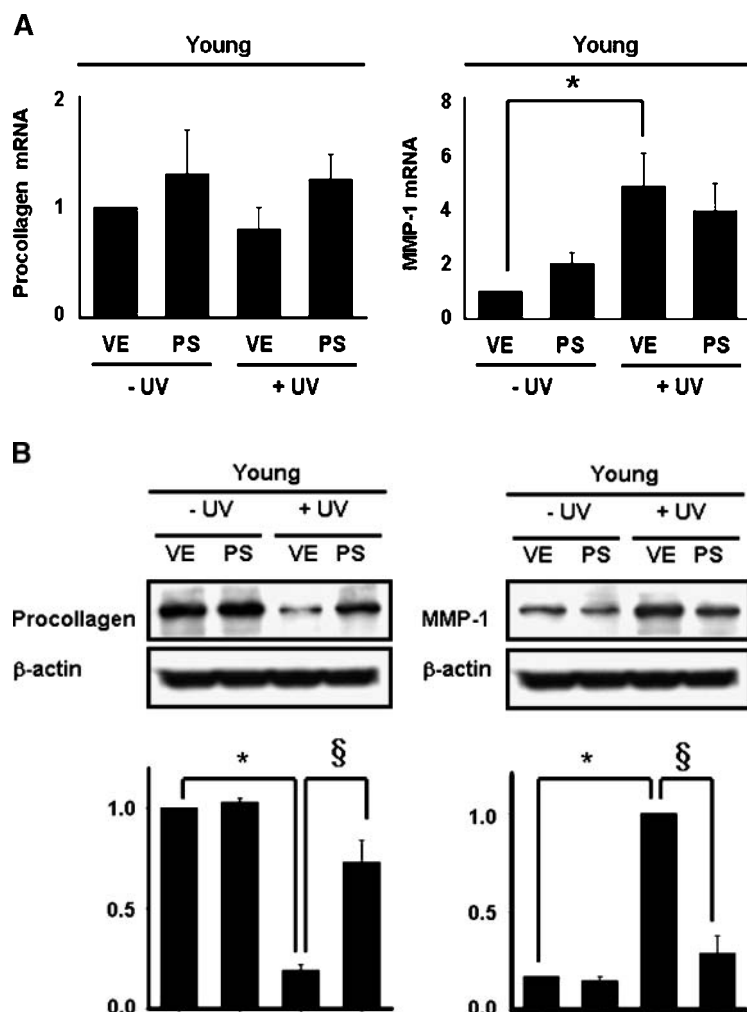 A
Young
Young
Procollagen mRNA
2
1
0
VE PS VE PS
- UV + UV
MMP-1 mRNA
8
6
4
2
0
*
VE PS VE PS
- UV + UV
B
Young
- UV + UV
VE PS VE PS
Procollagen
β-actin
Young
- UV + UV
VE PS VE PS
MMP-1
β-actin
* §
1.0
0.5
0.0
* §
1.0
0.5
0.0